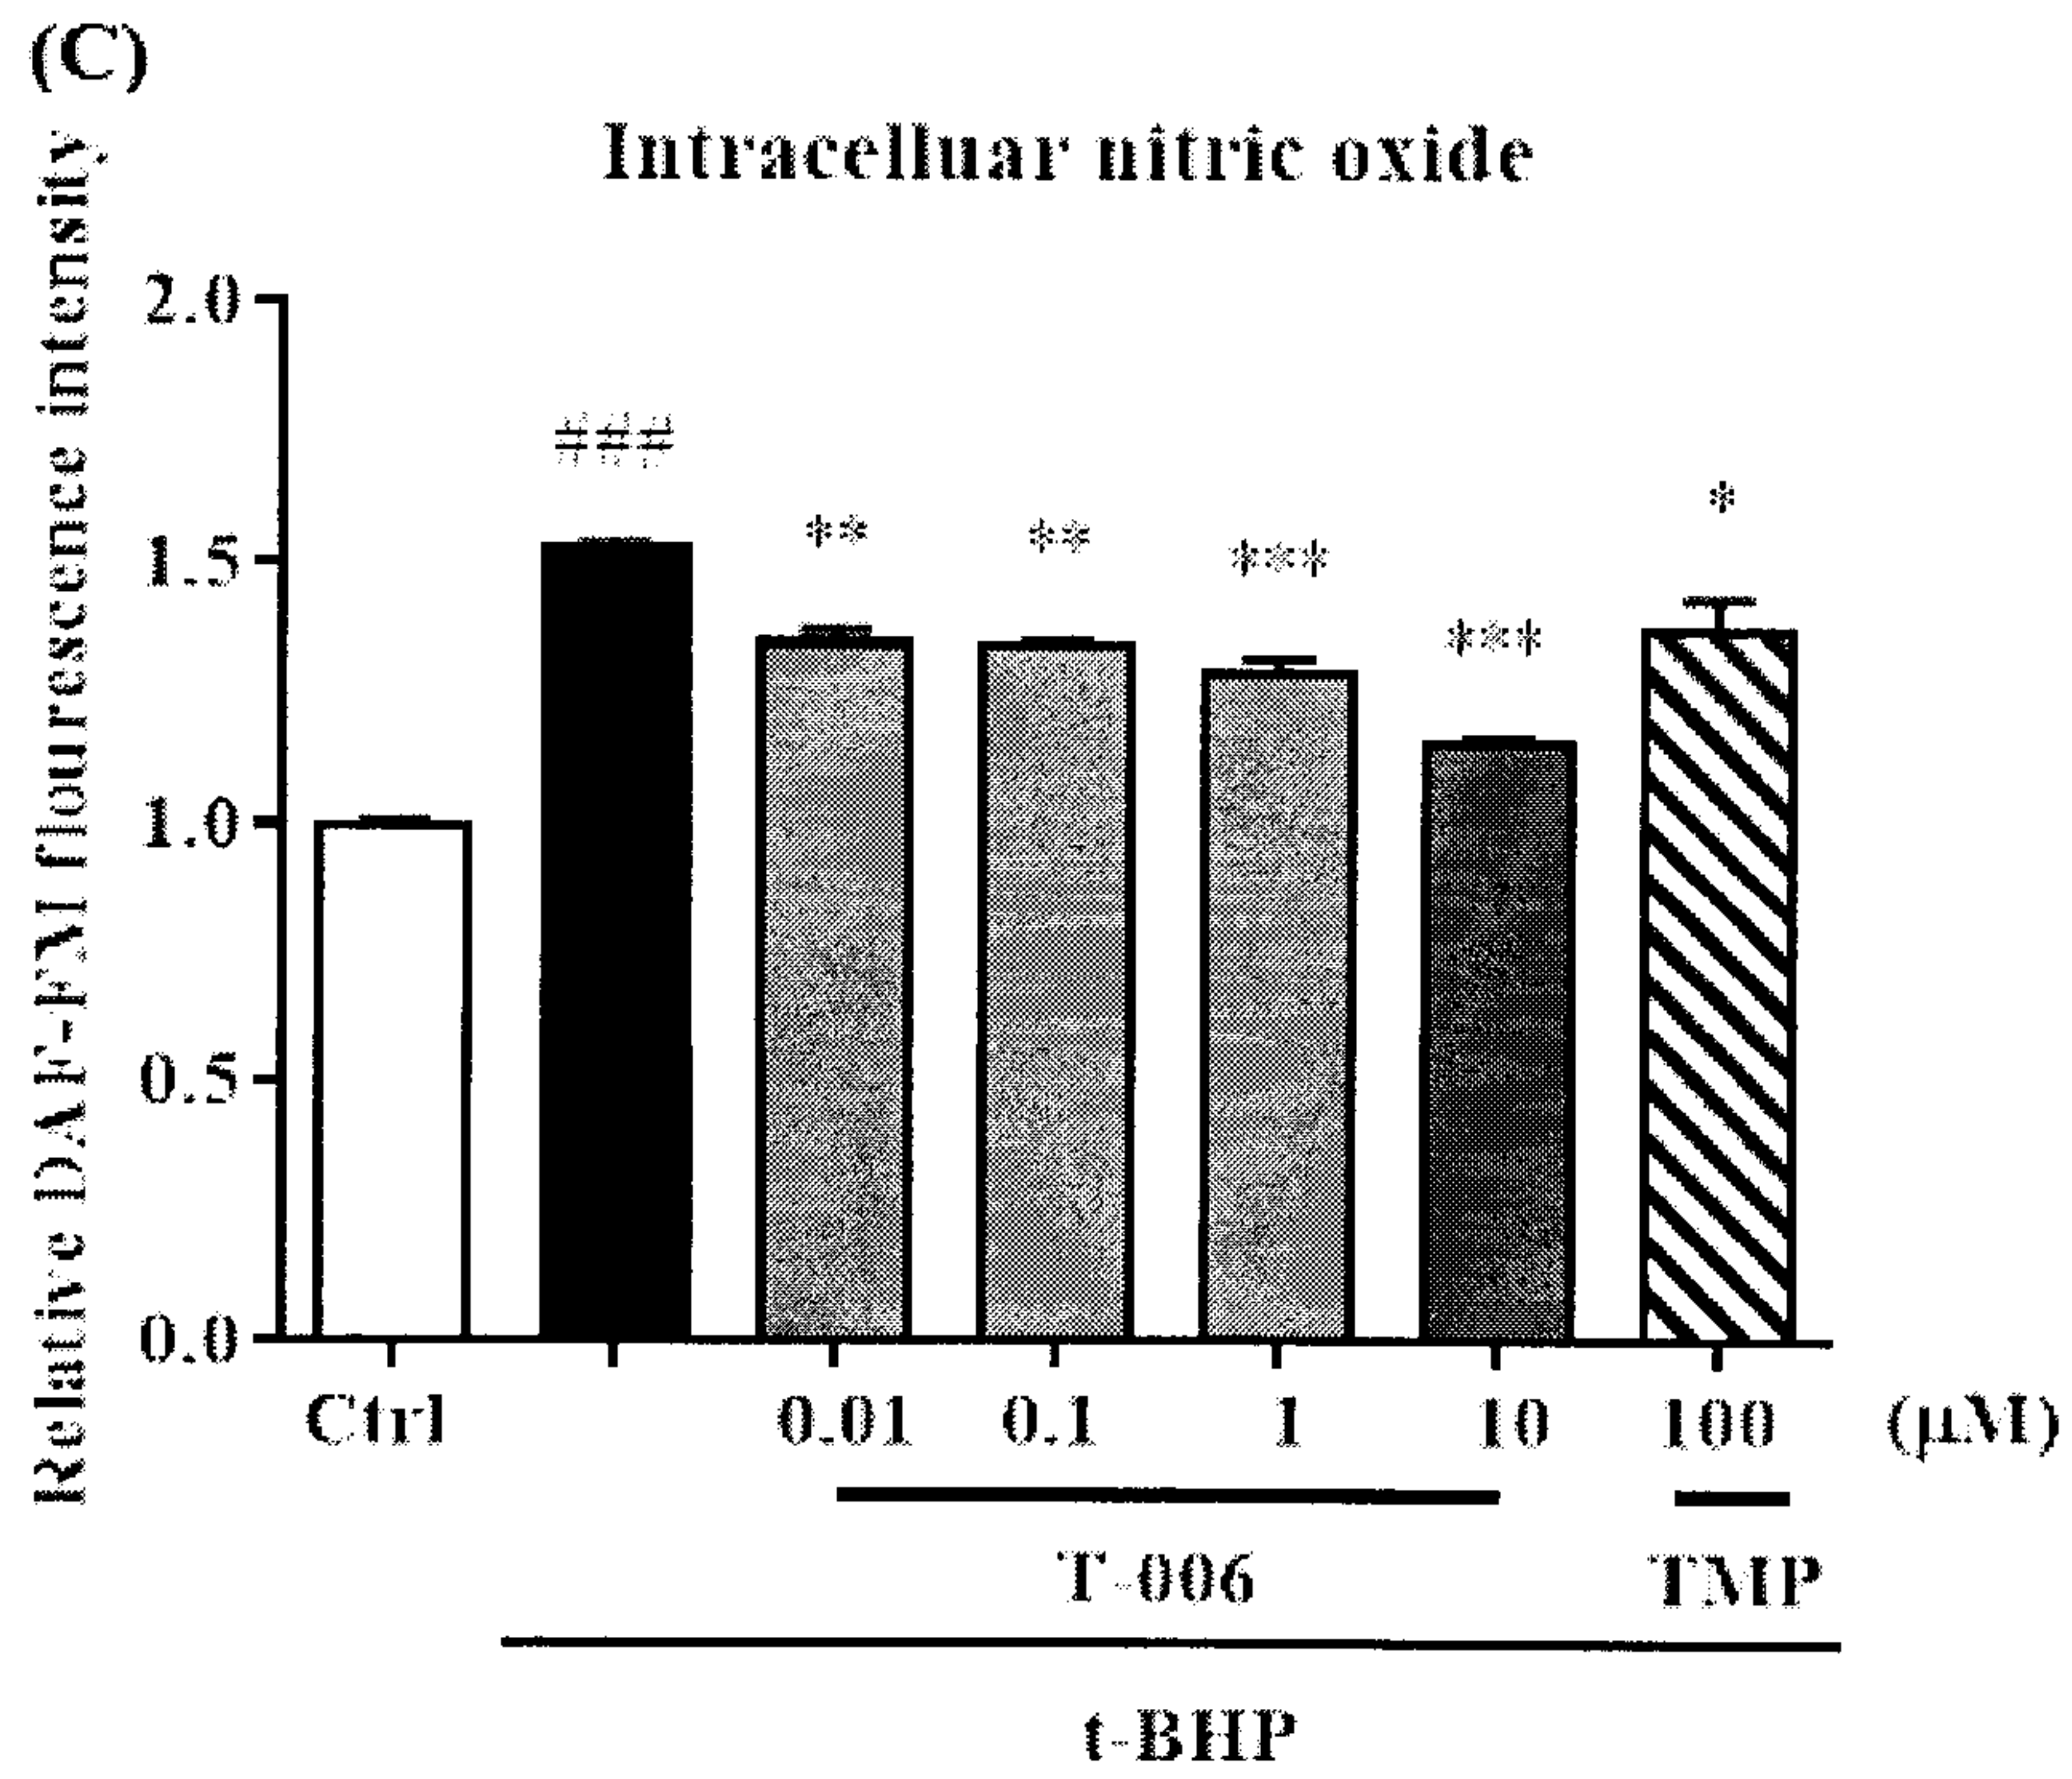 (C)
Intracelluar nitric oxide
Relative DAF-FM flourescence intensity
2.0
1.5
1.0
0.5
0.0
###
**
**
***
***
*
Ctrl 0.01 0.1 1 10 100 (μM)
T-006 TMP
t-BHP